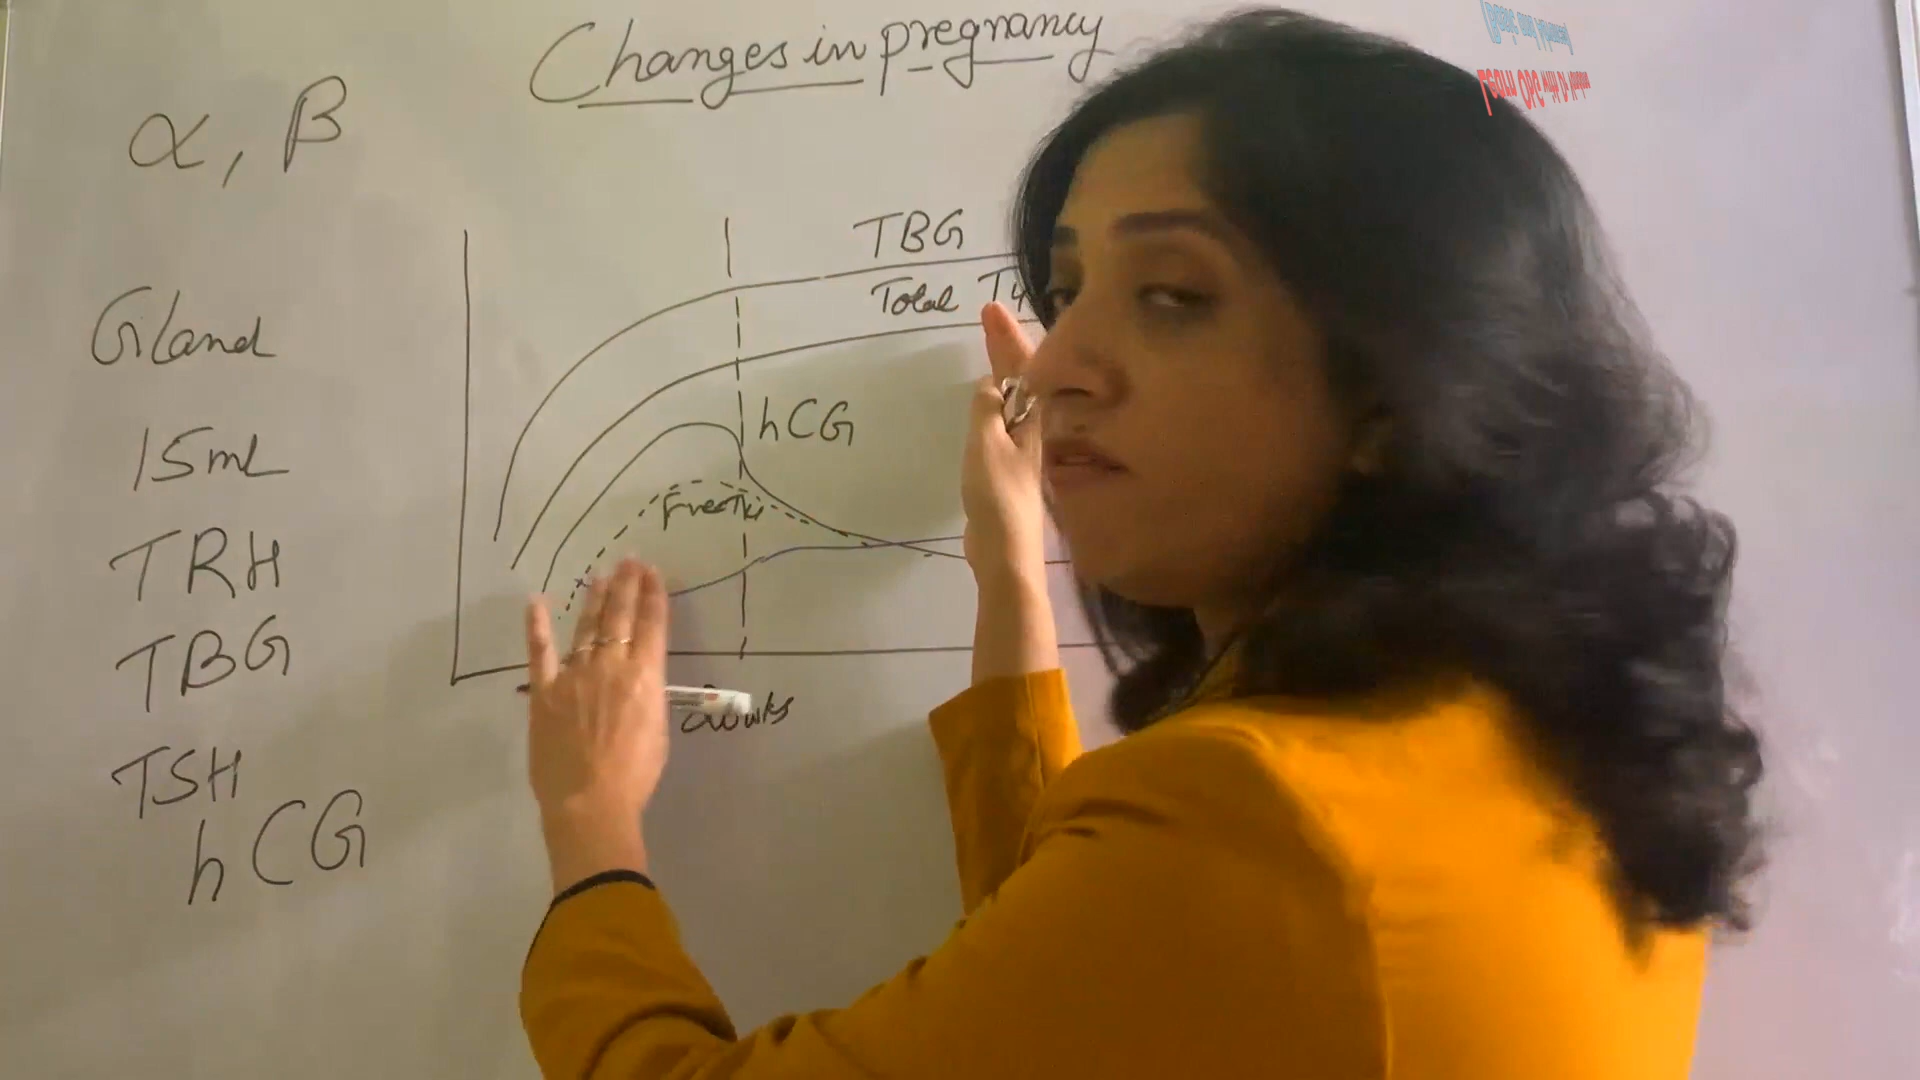 Changes in pregnancy
α, β
Gland
15mL
TRH
TBG
TSH
hCG
TBG
Total T4
hCG
Free T4